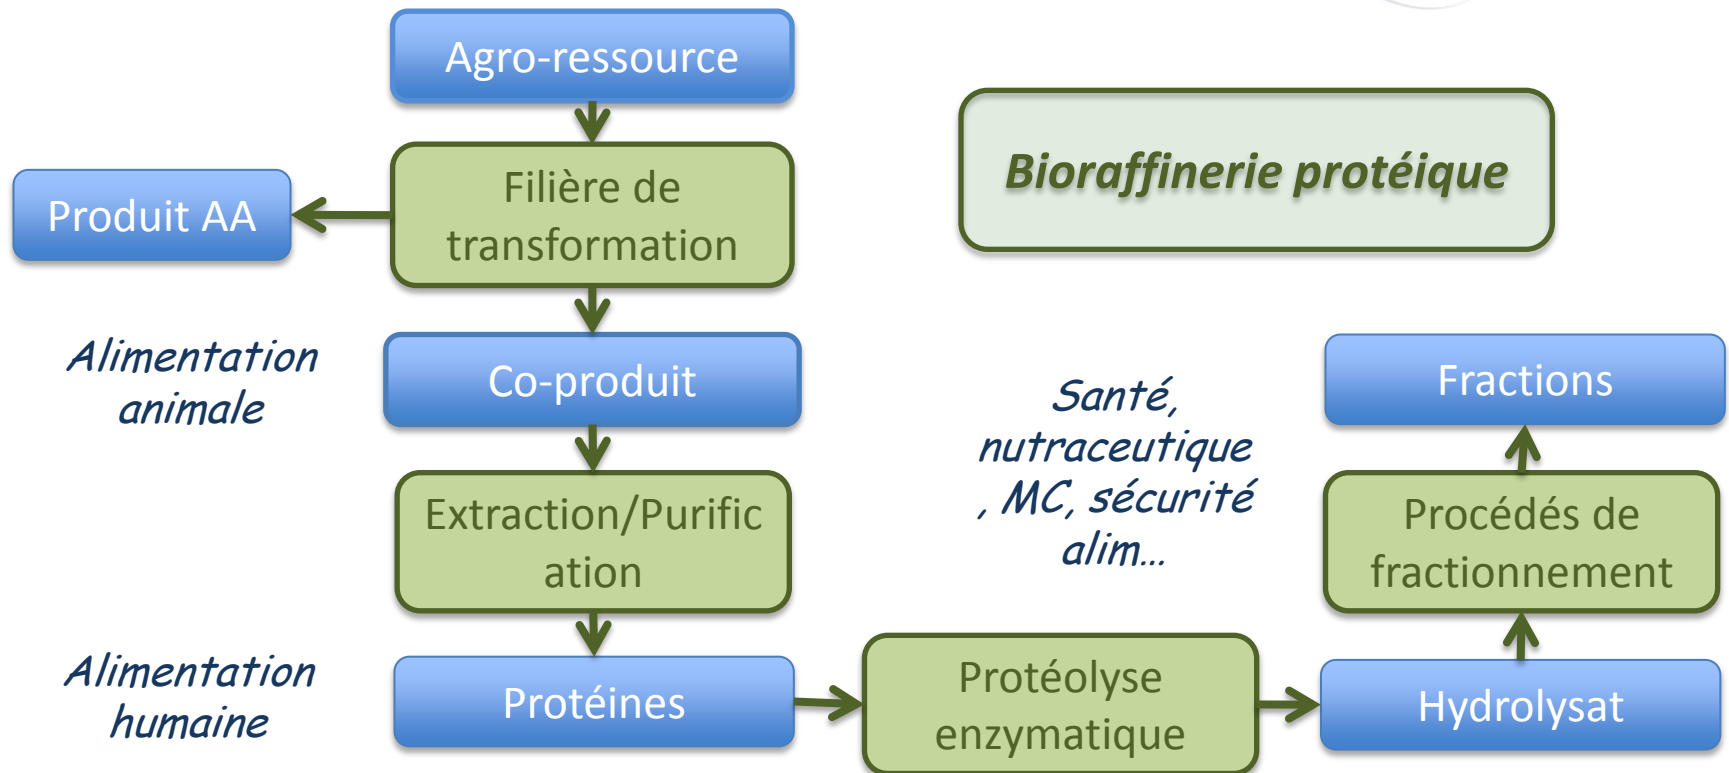 Agro-ressource
Bioraffinerie protéique
Filière de
transformation
Produit AA
Alimentation
animale
Co-produit
Santé,
nutraceutique
, MC, sécurité
alim...
Fractions
Extraction/Purific
ation
Procédés de
fractionnement
Alimentation
humaine
Protéines
Protéolyse
enzymatique
Hydrolysat